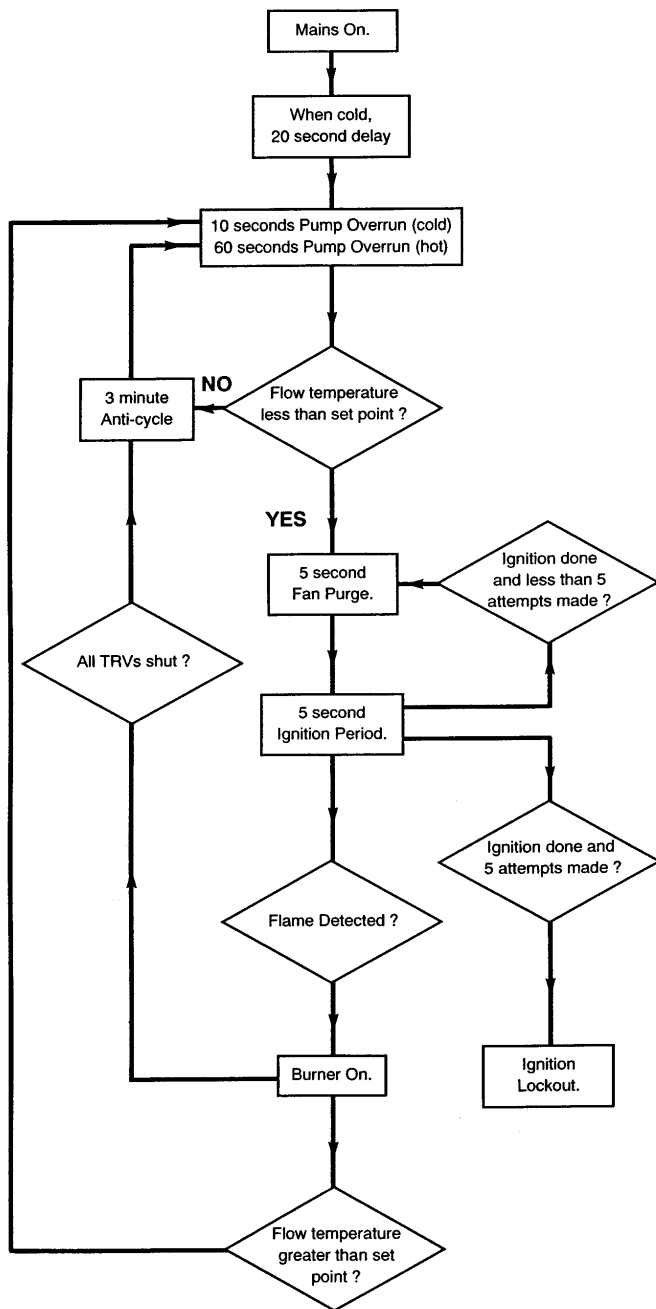 Mains On.
When cold,
20 second delay
10 seconds Pump Overrun (cold)
60 seconds Pump Overrun (hot)
3 minute
Anti-cycle
NO
Flow temperature
less than set point ?
YES
5 second
Fan Purge.
Ignition done
and less than 5
attempts made ?
All TRVs shut ?
5 second
Ignition Period.
Ignition done and
5 attempts made ?
Flame Detected ?
Burner On.
Ignition
Lockout.
Flow temperature
greater than set
point ?